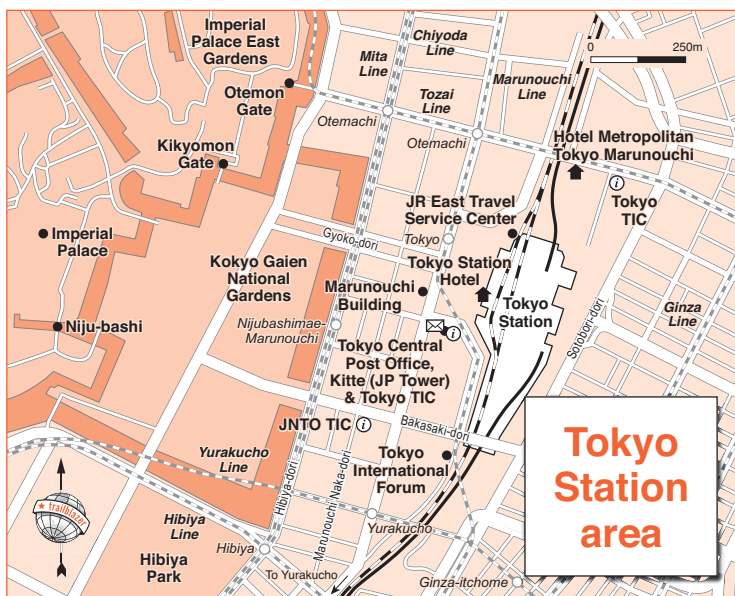 Imperial
Palace East
Gardens
Chiyoda
Line
Mita
Line
0 250m
Marunouchi
Line
Otemon
Gate
Tozai
Line
Otemachi
Otemachi
Kikyomon
Gate
Hotel Metropolitan
Tokyo Marunouchi
i
Tokyo
TIC
JR East Travel
Service Center
Imperial
Palace
Gyoko-dori
Tokyo
Kokyo Gaien
National
Gardens
Tokyo Station
Hotel
Marunouchi
Building
Tokyo
Station
Sotobori-dori
Ginza
Line
Niju-bashi
Nijubashimae-
Marunouchi
i
Tokyo Central
Post Office,
Kitte (JP Tower)
& Tokyo TIC
JNTO TIC i
Bakasaki-dori
Yurakucho
Line
Tokyo
International
Forum
Tokyo
Station
area
Hibiya-dori
Marunouchi Naka-dori
trailblazer
Hibiya
Line
Yurakucho
Hibiya
Hibiya
Park
To Yurakucho
Ginza-itchome